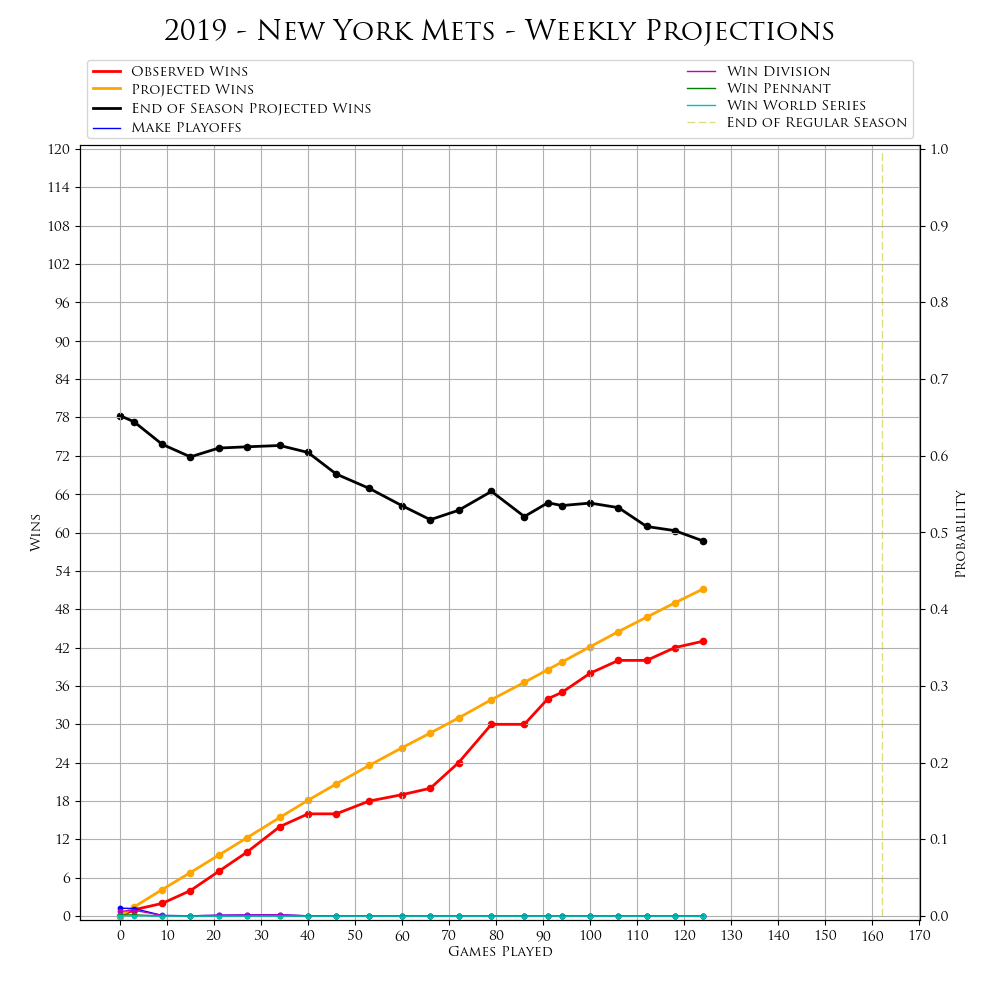 2019 - New York Mets - Weekly Projections
Observed Wins
Projected Wins
End of Season Projected Wins
Make Playoffs
Win Division
Win Pennant
Win World Series
End of Regular Season
120
114
108
102
96
90
84
78
72
66
60
54
48
42
36
30
24
18
12
6
0
Wins
1.0
0.9
0.8
0.7
0.6
0.5
0.4
0.3
0.2
0.1
0.0
Probability
0 10 20 30 40 50 60 70 80 90 100 110 120 130 140 150 160 170
Games Played